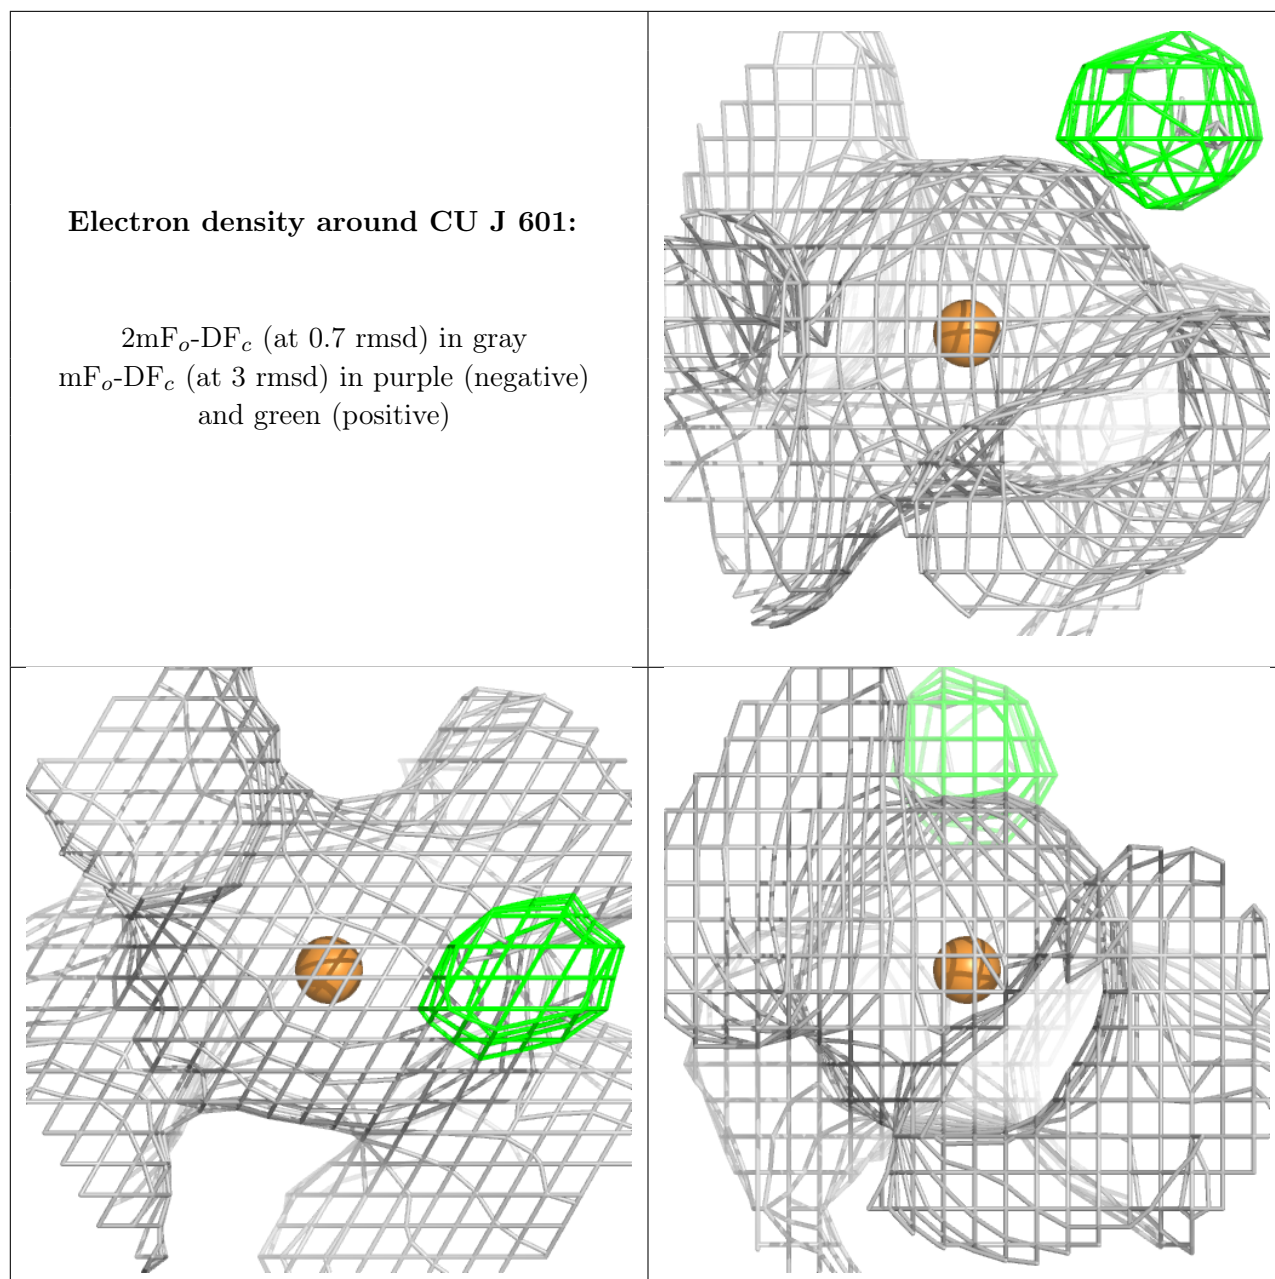 Electron density around CU J 601:
2mFo-DFc (at 0.7 rmsd) in gray
mFo-DFc (at 3 rmsd) in purple (negative)
and green (positive)